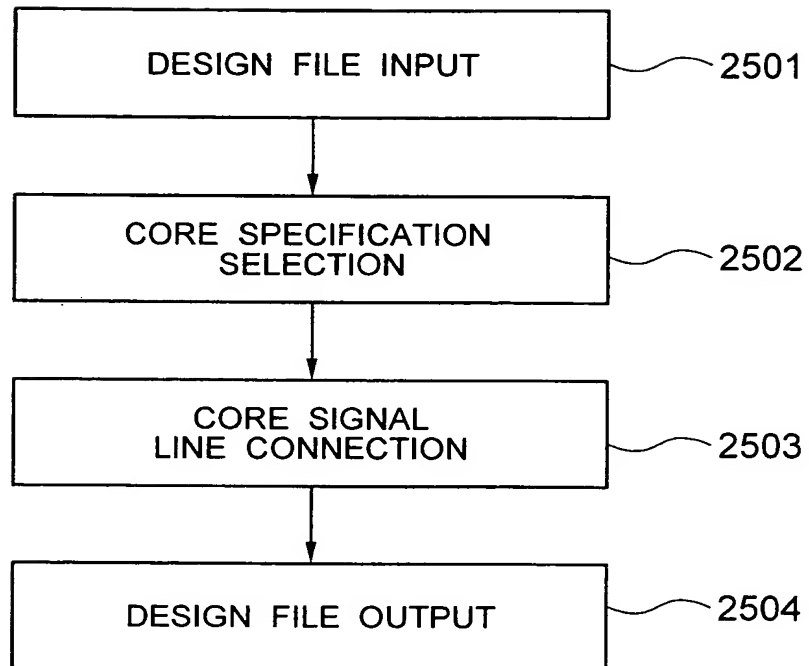 DESIGN FILE INPUT
2501
CORE SPECIFICATION
SELECTION
2502
CORE SIGNAL
LINE CONNECTION
2503
DESIGN FILE OUTPUT
2504